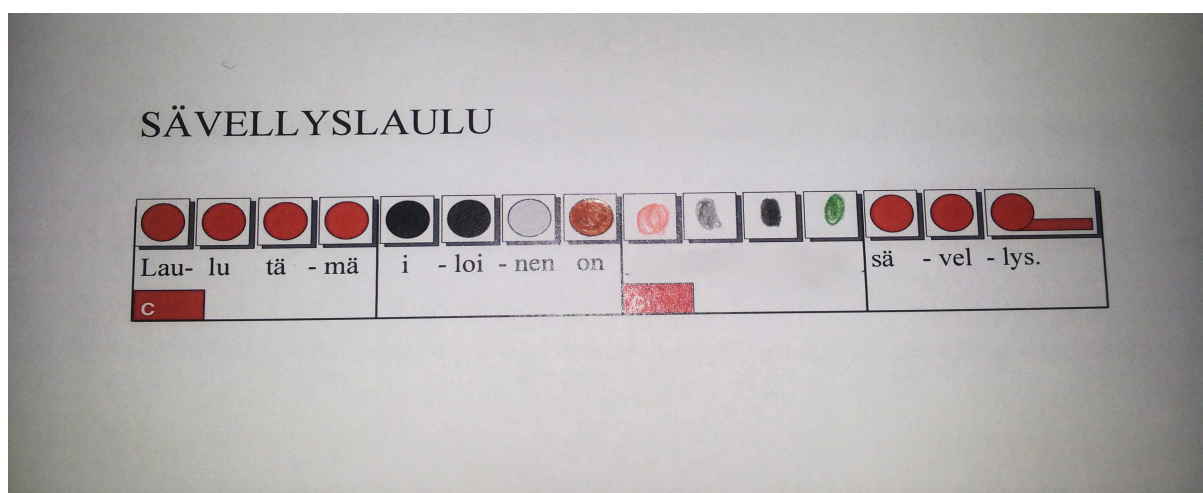 SÄVELLYSLAULU
Lau- lu tä - mä i - loi - nen on sä - vel - lys.
C C